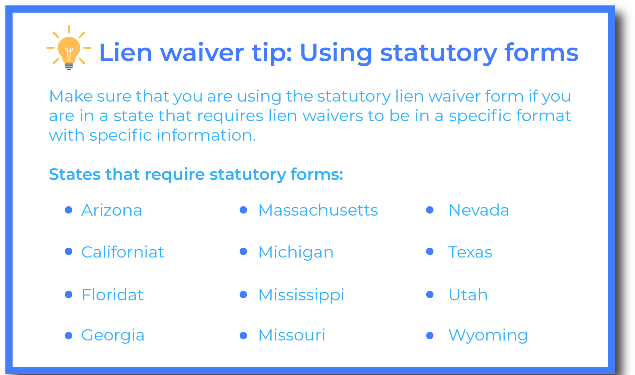 Lien waiver tip: Using statutory forms
Make sure that you are using the statutory lien waiver form if you
are in a state that requires lien waivers to be in a specific format
with specific information.
States that require statutory forms:
• Arizona
• Californiat
• Floridat
• Georgia
• Massachusetts
• Michigan
• Mississippi
• Missouri
• Nevada
• Texas
• Utah
• Wyoming